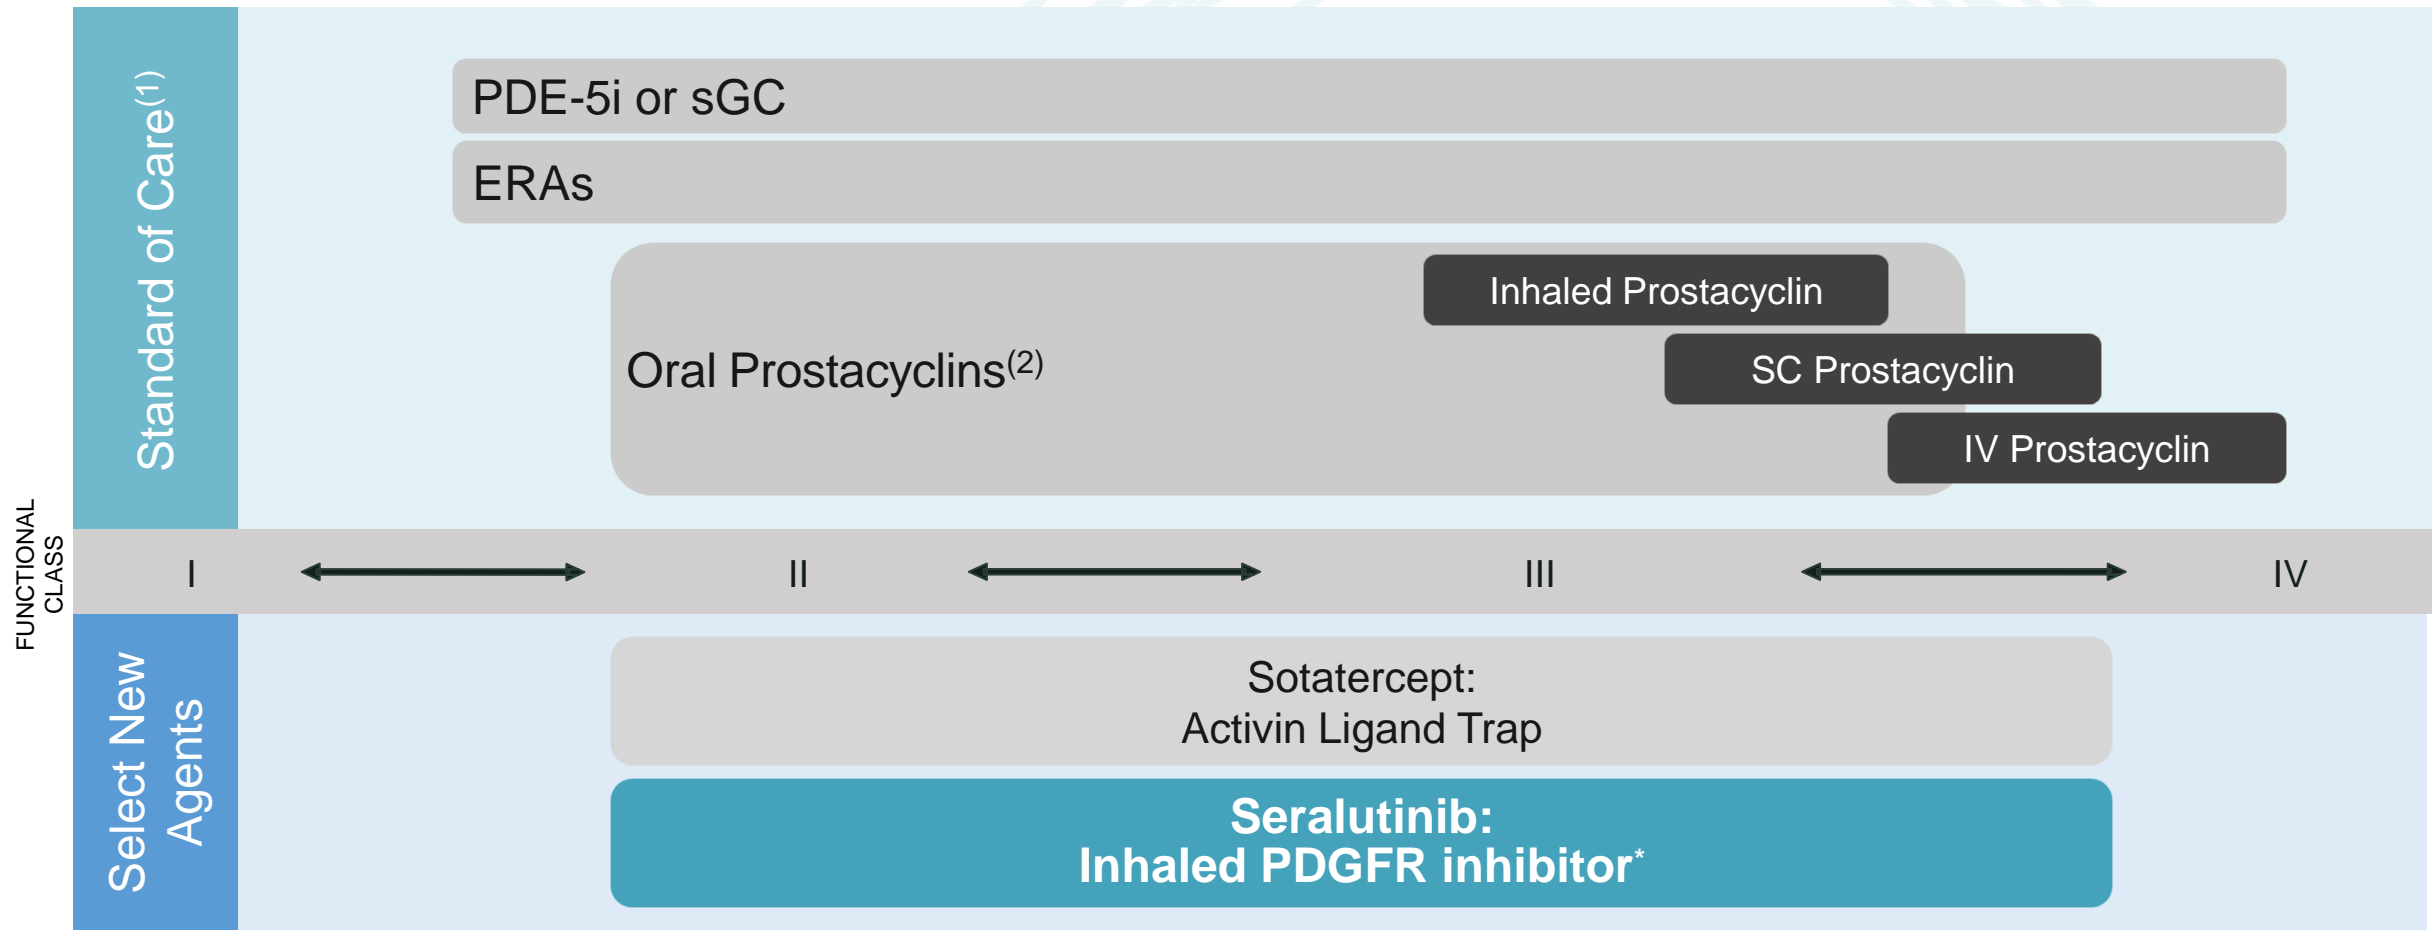 Standard of Care(1)
PDE-5i or sGC
ERAs
Oral Prostacyclins(2)
Inhaled Prostacyclin
SC Prostacyclin
IV Prostacyclin
FUNCTIONAL
CLASS
I
II
III
IV
Select New
Agents
Sotatercept:
Activin Ligand Trap
Seralutinib:
Inhaled PDGFR inhibitor*